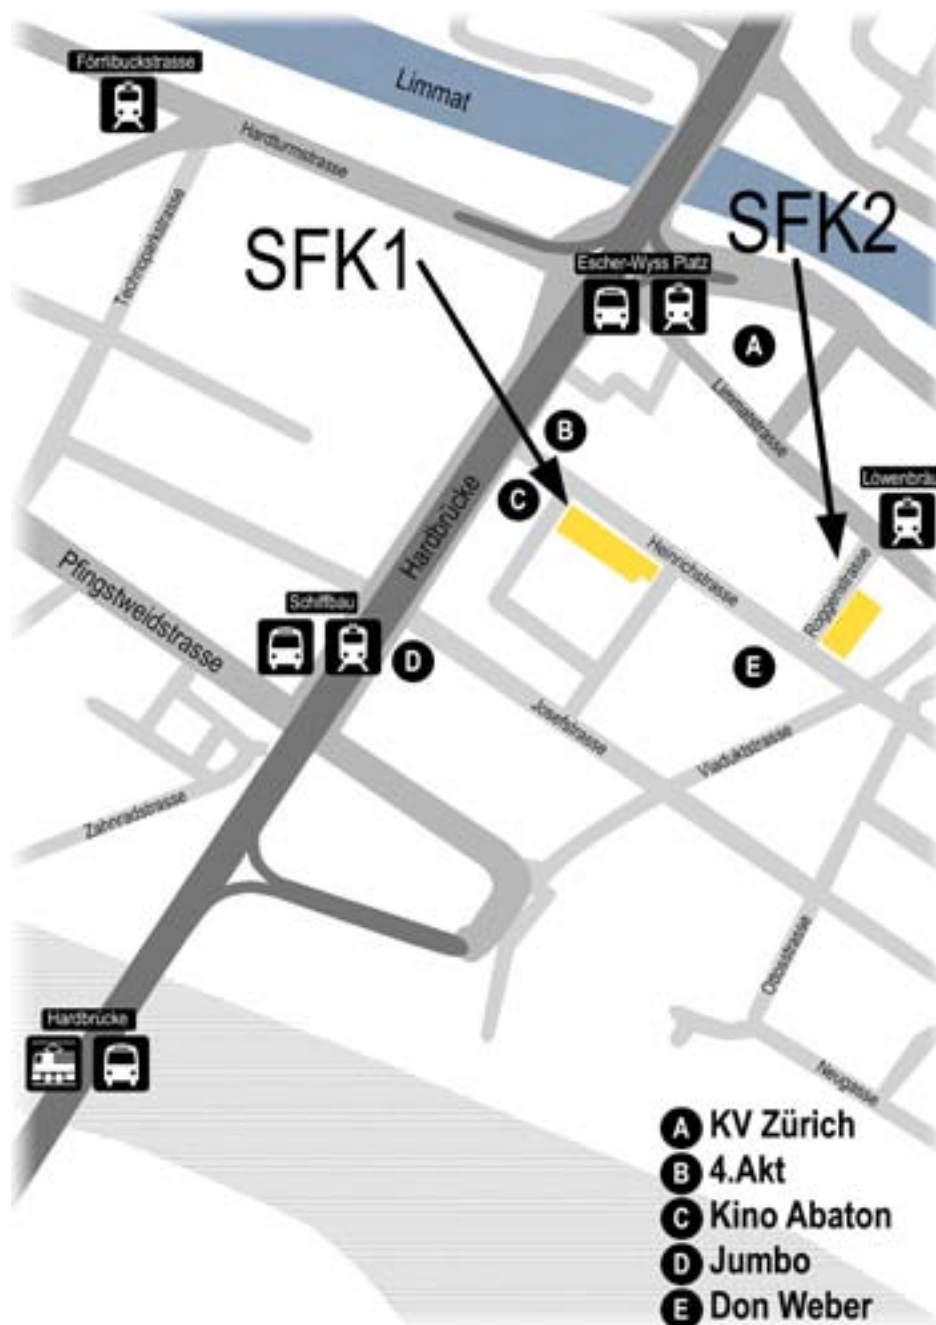 Förrlibuckstrasse
Limmat
Hardturmstrasse
Technoparkstrasse
SFK1
SFK2
Escher-Wyss Platz
A
Limmatstrasse
B
Löwenbräu
C
Hardbrücke
Heinrichstrasse
Roggenstrasse
Pfingstweidstrasse
Schiffbau
D
E
Josefstrasse
Viaduktstrasse
Zahnradstrasse
Ottosstrasse
Hardbrücke
Neugasse
A KV Zürich
B 4.Akt
C Kino Abaton
D Jumbo
E Don Weber